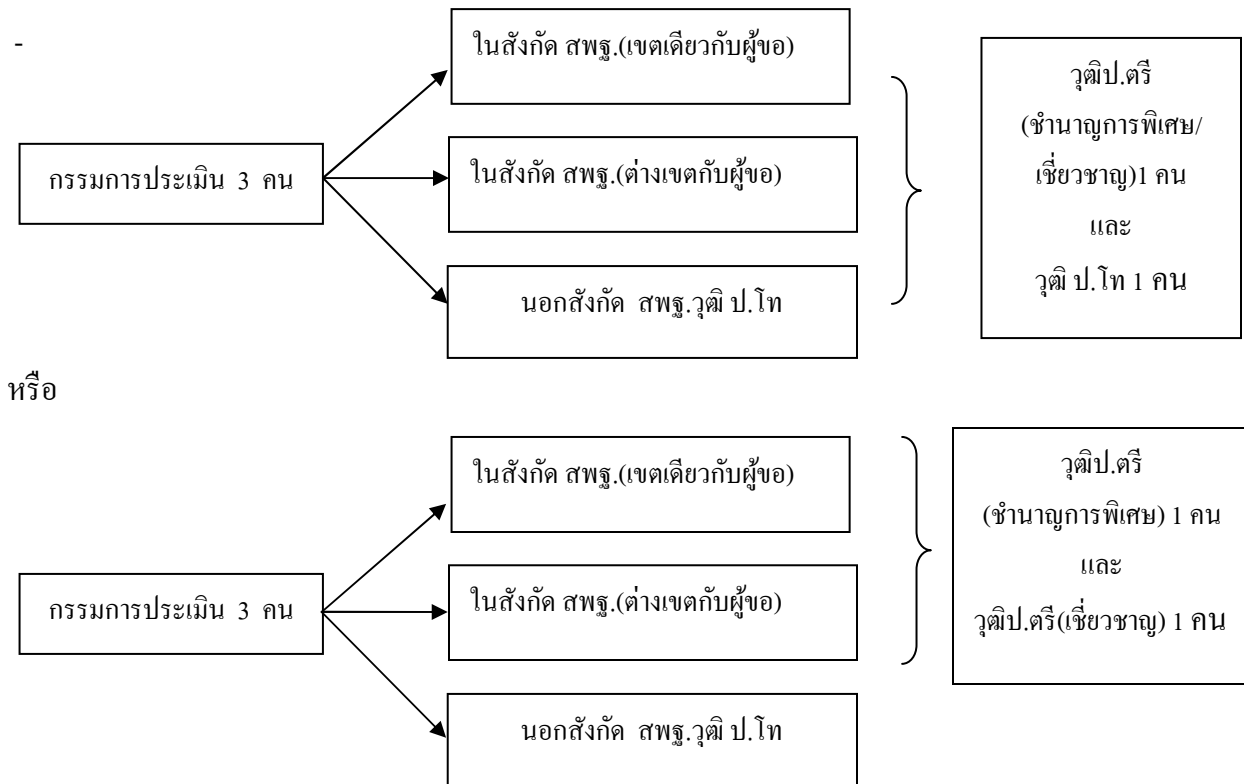 -
ในสังกัด สพฐ.(เขตเดียวกับผู้ขอ)
กรรมการประเมิน 3 คน
ในสังกัด สพฐ.(ต่างเขตกับผู้ขอ)
นอกสังกัด สพฐ.วุฒิ ป.โท
วุฒิป.ตรี
(ชำนาญการพิเศษ/
เชี่ยวชาญ)1 คน
และ
วุฒิ ป.โท 1 คน
หรือ
ในสังกัด สพฐ.(เขตเดียวกับผู้ขอ)
กรรมการประเมิน 3 คน
ในสังกัด สพฐ.(ต่างเขตกับผู้ขอ)
นอกสังกัด สพฐ.วุฒิ ป.โท
วุฒิป.ตรี
(ชำนาญการพิเศษ) 1 คน
และ
วุฒิป.ตรี(เชี่ยวชาญ) 1 คน